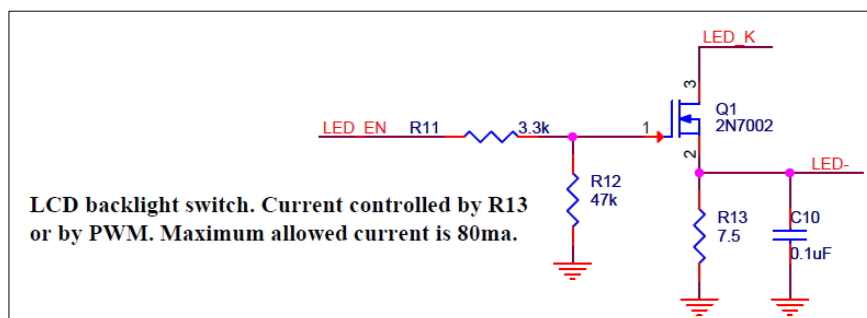 LED_K
3
Q1
2N7002
LED_EN
R11
3.3k
1
2
LED-
R12
47k
R13
7.5
C10
0.1uF
LCD backlight switch. Current controlled by R13
or by PWM. Maximum allowed current is 80ma.